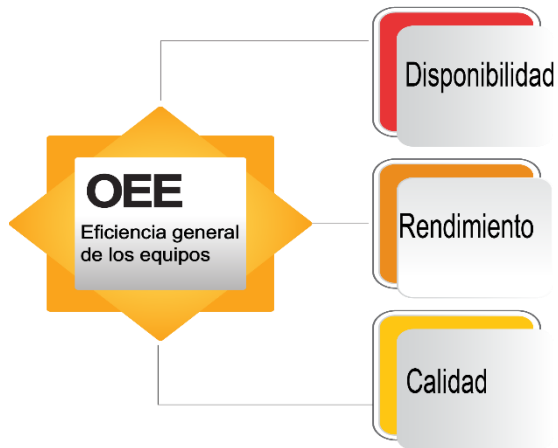 OEE
Eficiencia general
de los equipos
Disponibilidad
Rendimiento
Calidad